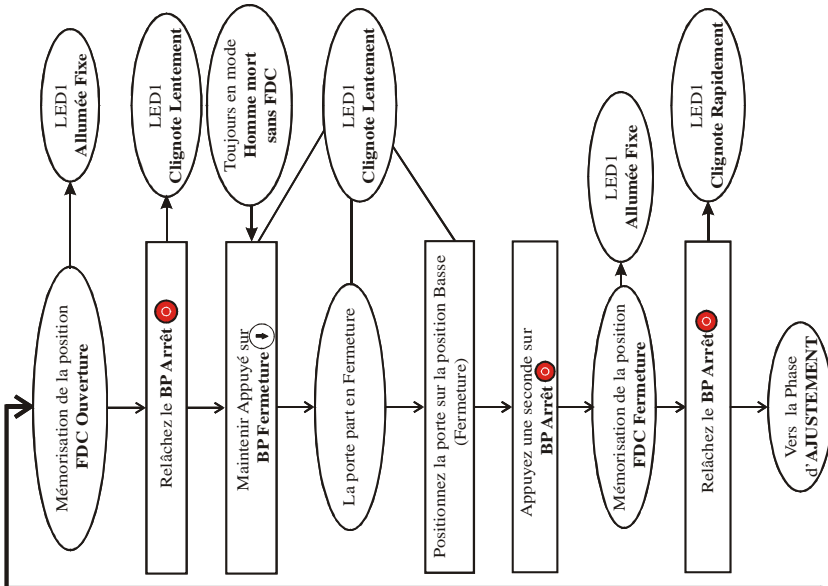 Mémorisation de la position
FDC Ouverture
LED1
Allumée Fixe
Relâchez le BP Arrêt
LED1
Clignote Lentement
Toujours en mode
Homme mort
sans FDC
Maintenir Appuyé sur
BP Fermeture
La porte part en Fermeture
LED1
Clignote Lentement
Positionnez la porte sur la position Basse
(Fermeture)
Appuyez une seconde sur
BP Arrêt
Mémorisation de la position
FDC Fermeture
LED1
Allumée Fixe
Relâchez le BP Arrêt
LED1
Clignote Rapidement
Vers la Phase
d'AJUSTEMENT